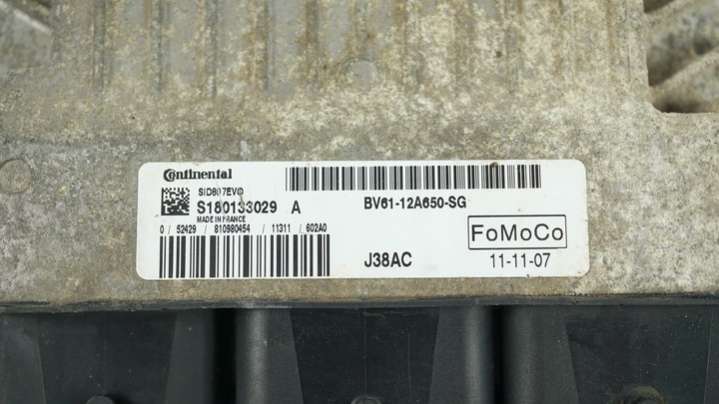 Continental
SID807EVO
S180133029 A
MADE IN FRANCE
0 / 52429 / 810980454 / 11311 / 602A0
BV61-12A650-SG
FoMoCo
J38AC
11-11-07